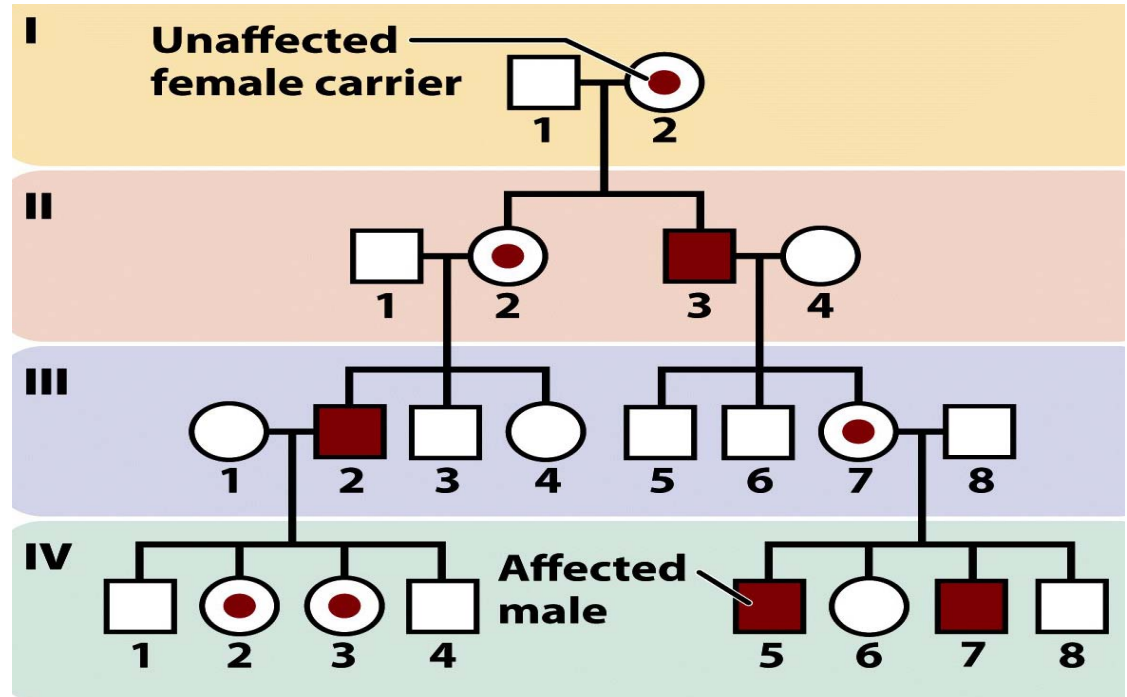 I
Unaffected
female carrier
1 2
II
1 2 3 4
III
1 2 3 4 5 6 7 8
IV
Affected
male
1 2 3 4 5 6 7 8